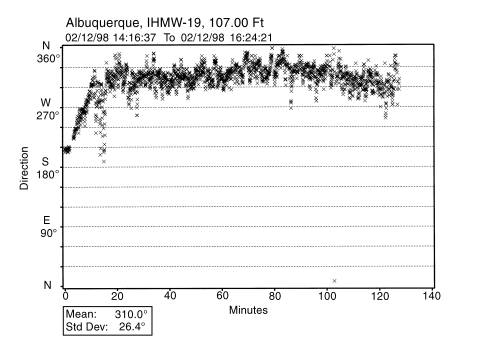 Albuquerque, IHMW-19, 107.00 Ft
02/12/98 14:16:37 To 02/12/98 16:24:21
N
360°
W
270°
S
180°
E
90°
N
Direction
0 20 40 60 80 100 120 140
Minutes
Mean: 310.0°
Std Dev: 26.4°